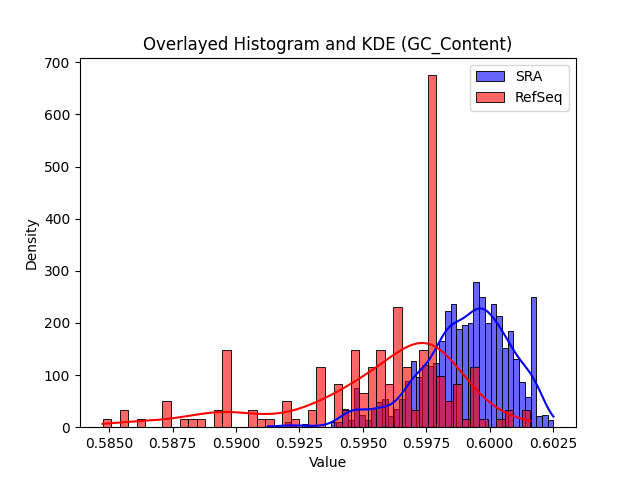 Overlayed Histogram and KDE (GC_Content)
SRA
RefSeq
Density
700
600
500
400
300
200
100
0
0.5850 0.5875 0.5900 0.5925 0.5950 0.5975 0.6000 0.6025
Value